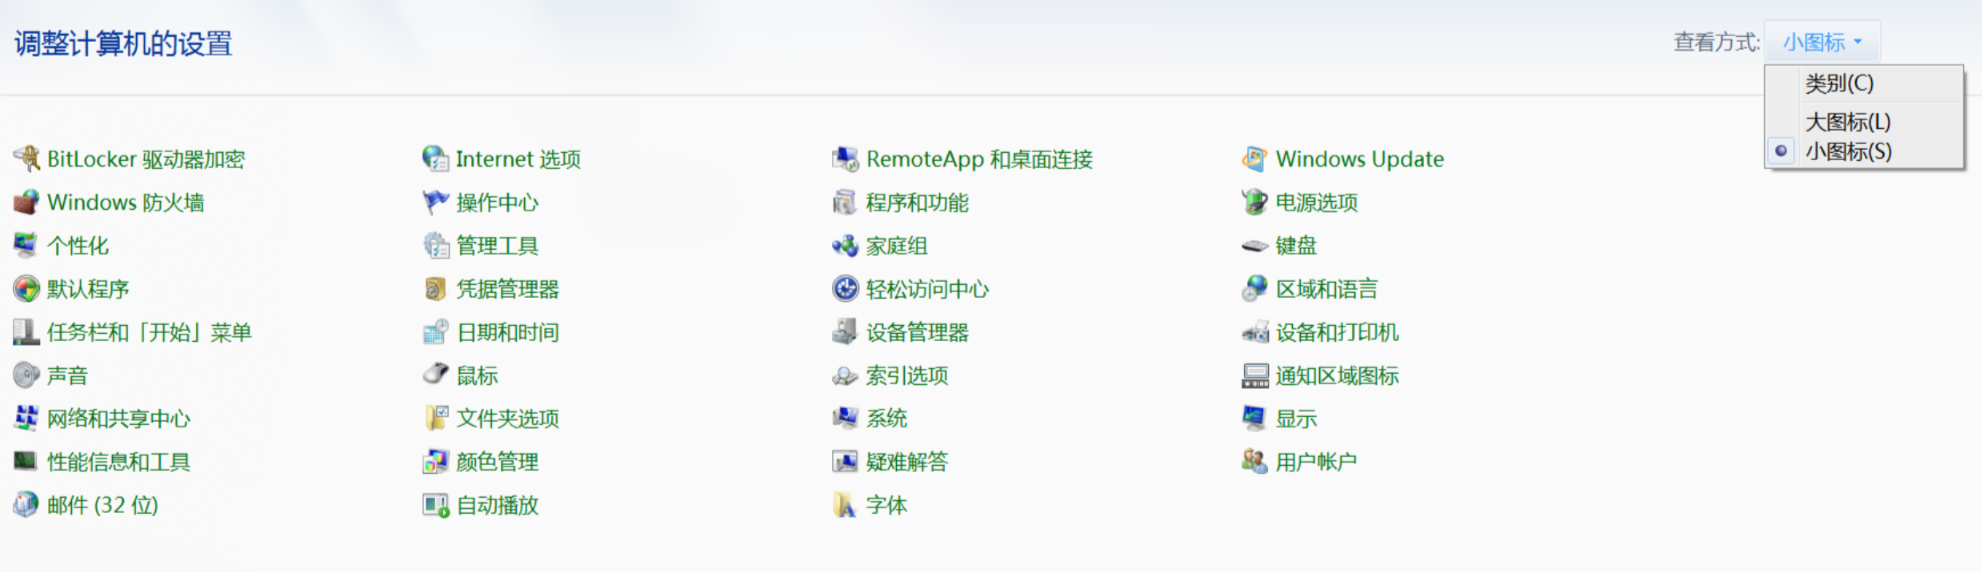 调整计算机的设置
查看方式: 小图标
类别(C)
大图标(L)
小图标(S)
BitLocker 驱动器加密 Internet 选项 RemoteApp 和桌面连接 Windows Update
Windows 防火墙 操作中心 程序和功能 电源选项
个性化 管理工具 家庭组 键盘
默认程序 凭据管理器 轻松访问中心 区域和语言
任务栏和「开始」菜单 日期和时间 设备管理器 设备和打印机
声音 鼠标 索引选项 通知区域图标
网络和共享中心 文件夹选项 系统 显示
性能信息和工具 颜色管理 疑难解答 用户帐户
邮件 (32 位) 自动播放 字体